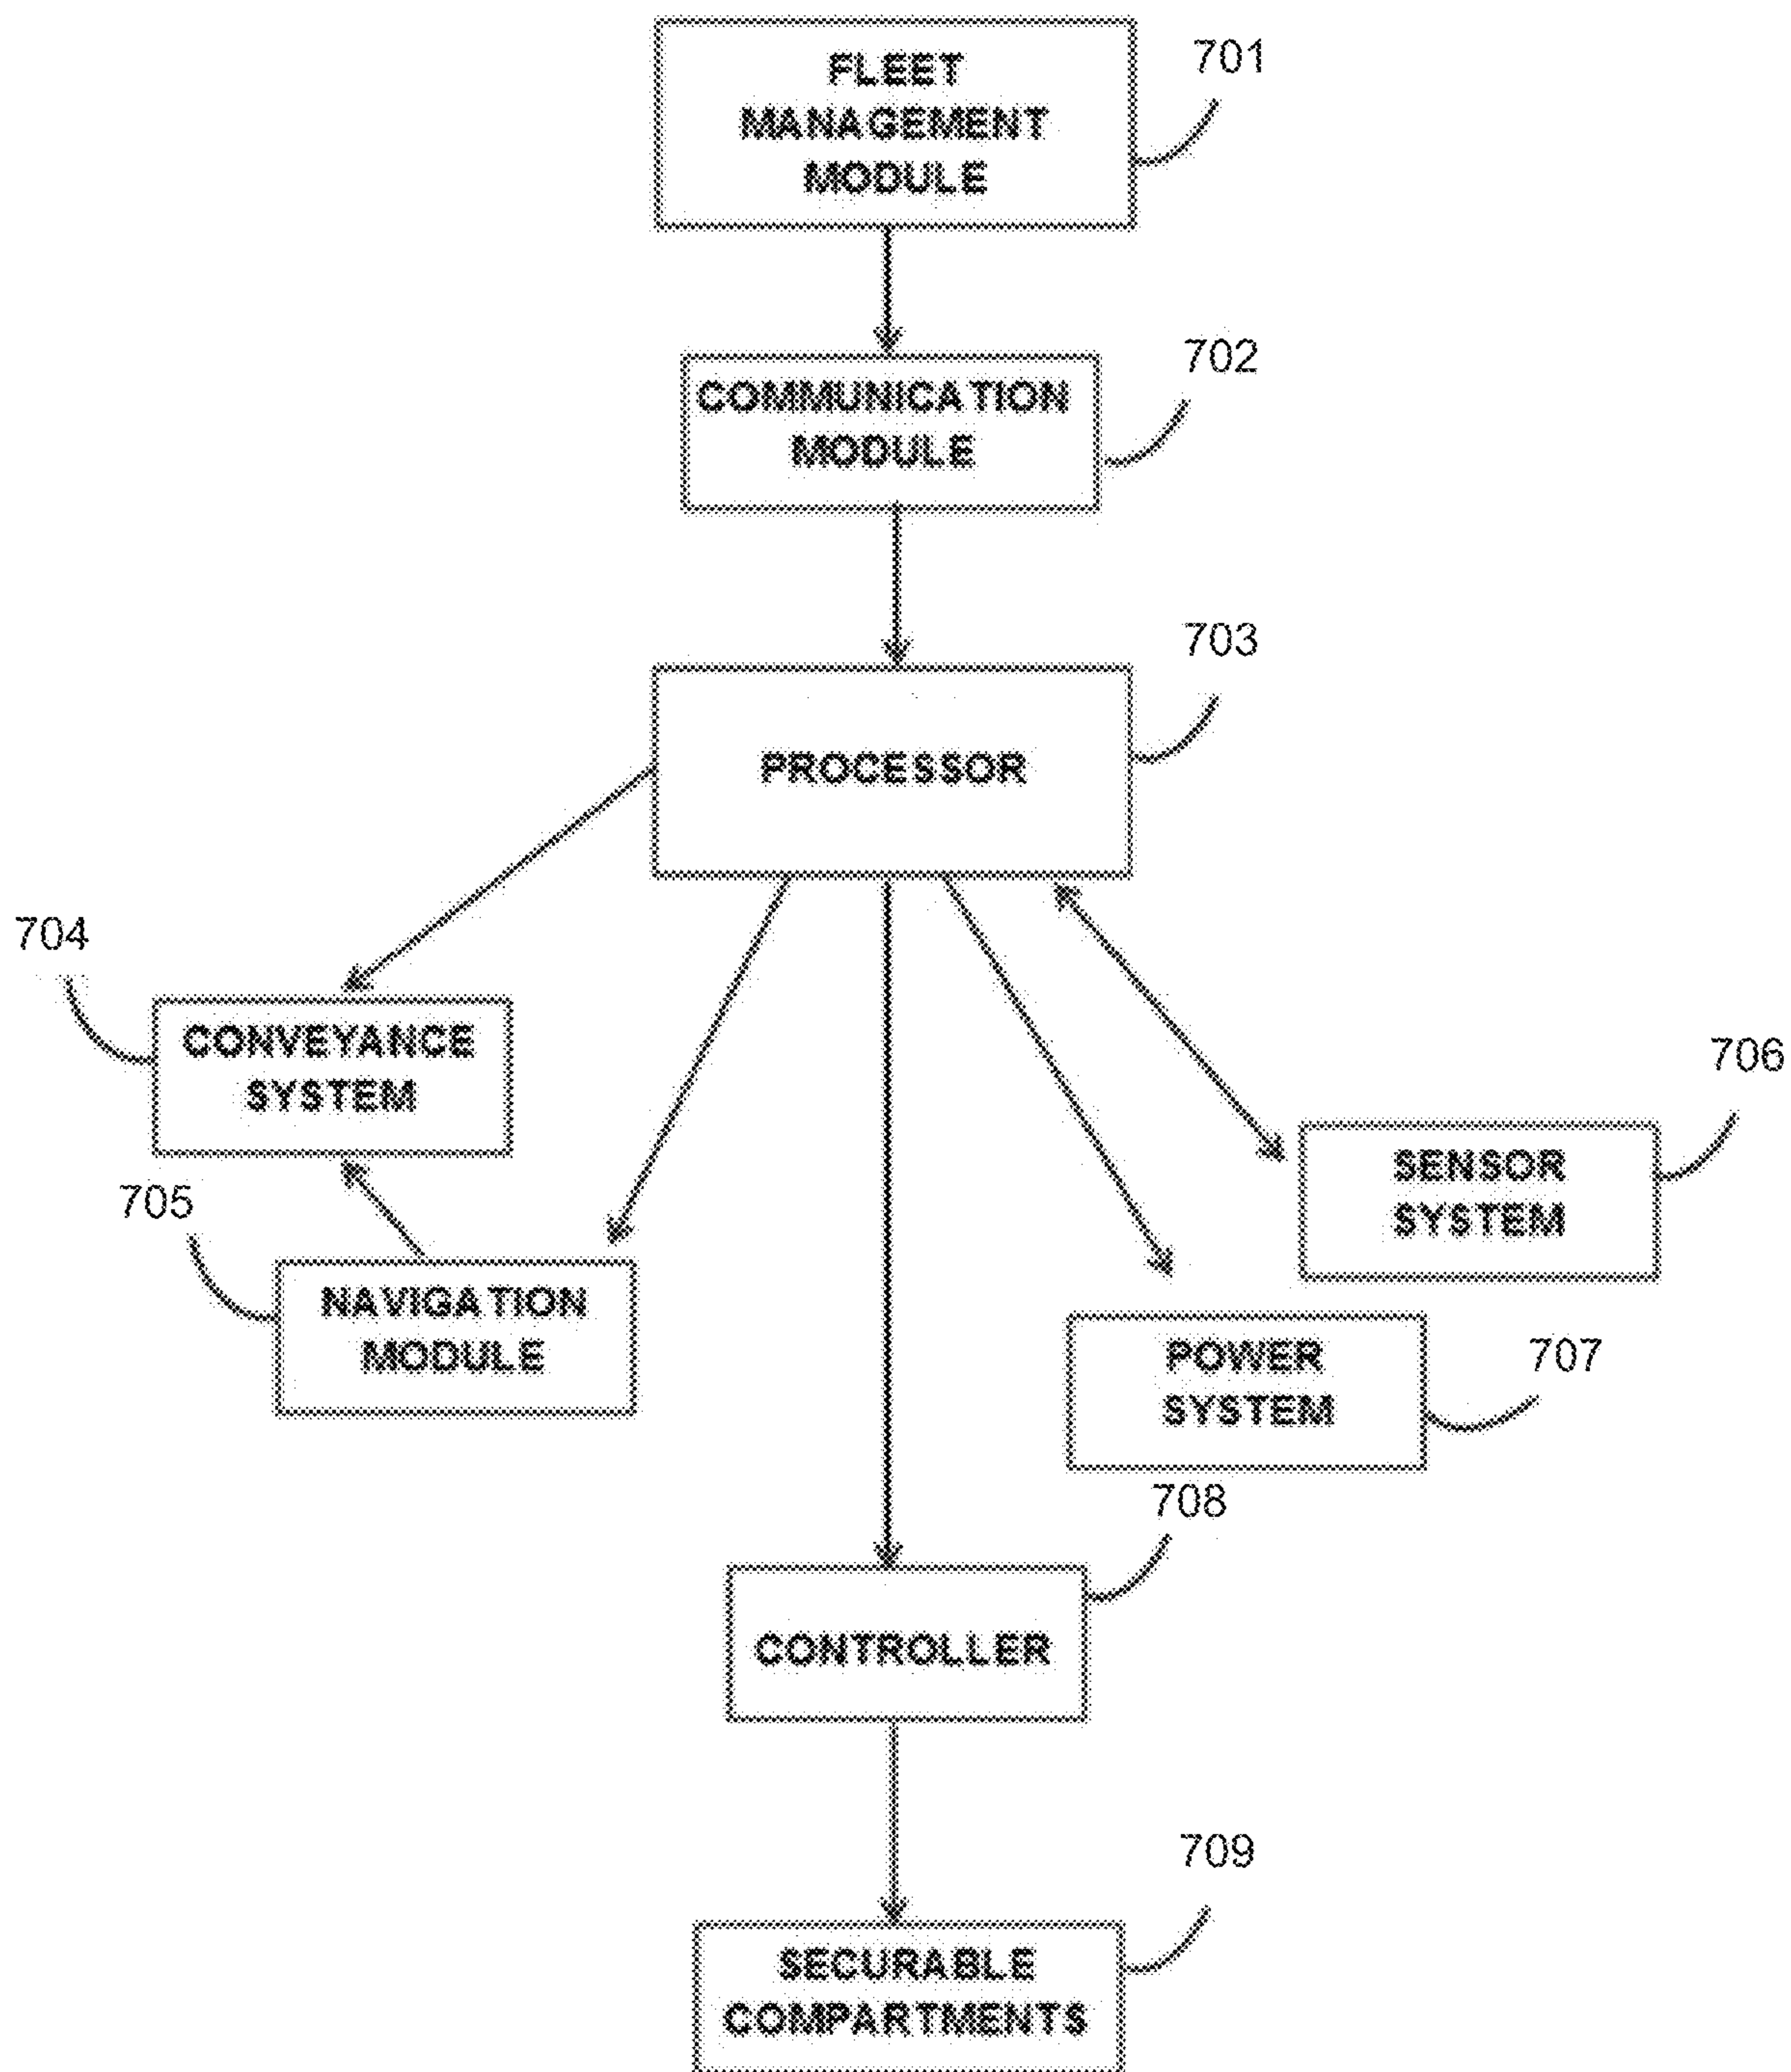 FLEET
MANAGEMENT
MODULE
701
COMMUNICATION
MODULE
702
PROCESSOR
703
704
CONVEYANCE
SYSTEM
705
NAVIGATION
MODULE
706
SENSOR
SYSTEM
POWER
SYSTEM
707
708
CONTROLLER
709
SECURABLE
COMPARTMENTS